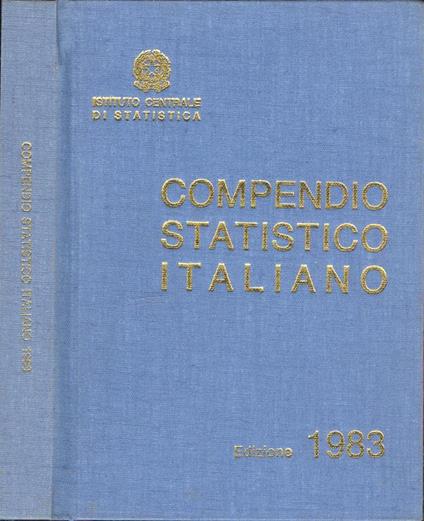 COMPENDIO STATISTICO ITALIANO 1983
ISTITUTO CENTRALE
DI STATISTICA
COMPENDIO
STATISTICO
ITALIANO
Edizione 1983